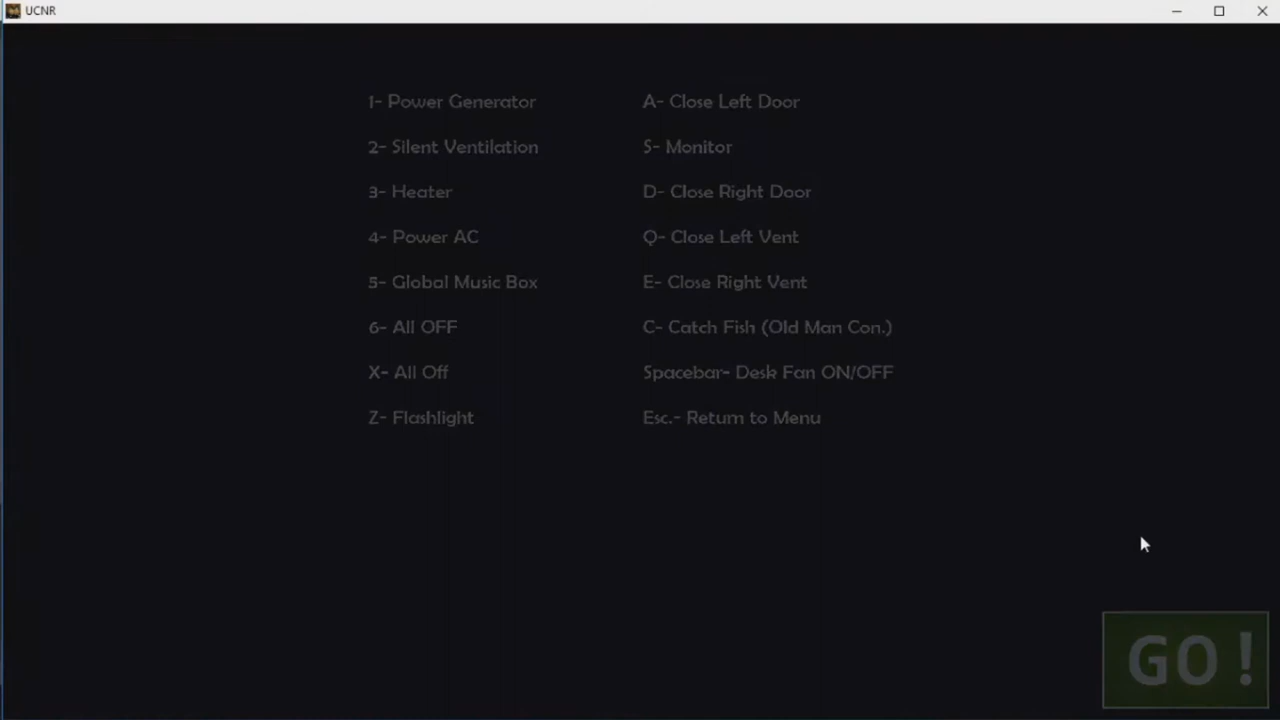 UCNR
1- Power Generator
2- Silent Ventilation
3- Heater
4- Power AC
5- Global Music Box
6- All OFF
X- All Off
Z- Flashlight
A- Close Left Door
S- Monitor
D- Close Right Door
Q- Close Left Vent
E- Close Right Vent
C- Catch Fish (Old Man Con.)
Spacebar- Desk Fan ON/OFF
Esc.- Return to Menu
GO!